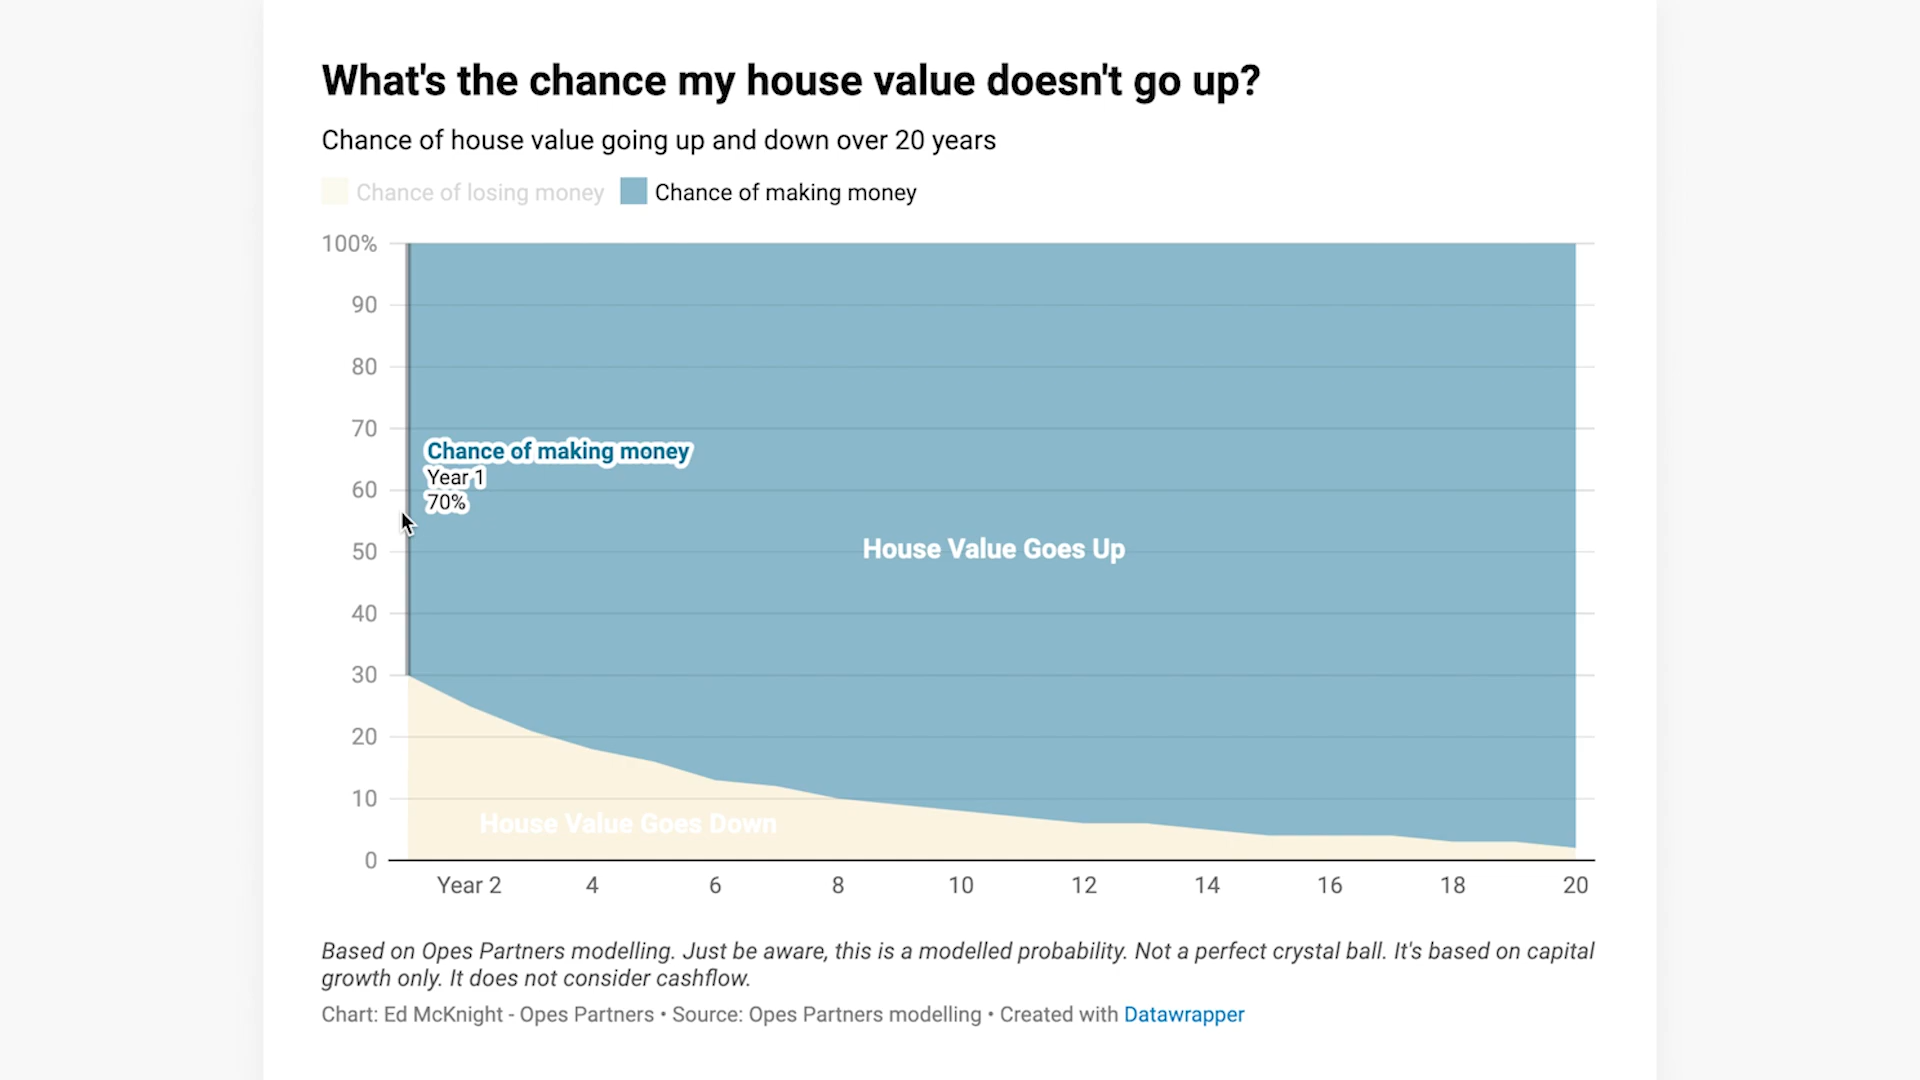 What's the chance my house value doesn't go up?
Chance of house value going up and down over 20 years
Chance of losing money Chance of making money
100%
90
80
70
Chance of making money
Year 1
60
70%
50
House Value Goes Up
40
30
20
10
House Value Goes Down
0
Year 2 4 6 8 10 12 14 16 18 20
Based on Opes Partners modelling. Just be aware, this is a modelled probability. Not a perfect crystal ball. It's based on capital
growth only. It does not consider cashflow.
Chart: Ed McKnight - Opes Partners • Source: Opes Partners modelling • Created with Datawrapper